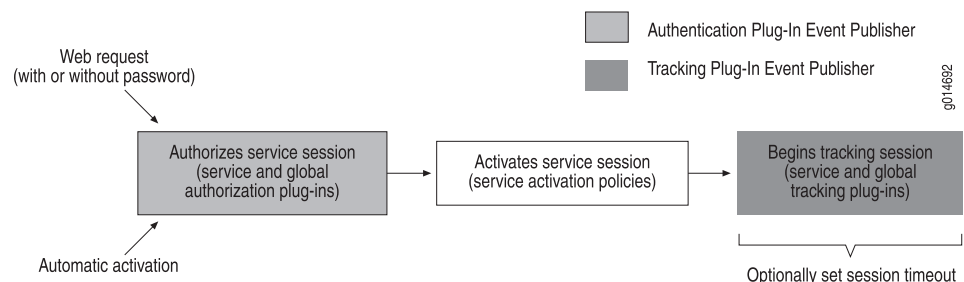 Authentication Plug-In Event Publisher
Tracking Plug-In Event Publisher
g014692
Web request
(with or without password)
Authorizes service session
(service and global
authorization plug-ins)
Activates service session
(service activation policies)
Begins tracking session
(service and global
tracking plug-ins)
Automatic activation
Optionally set session timeout